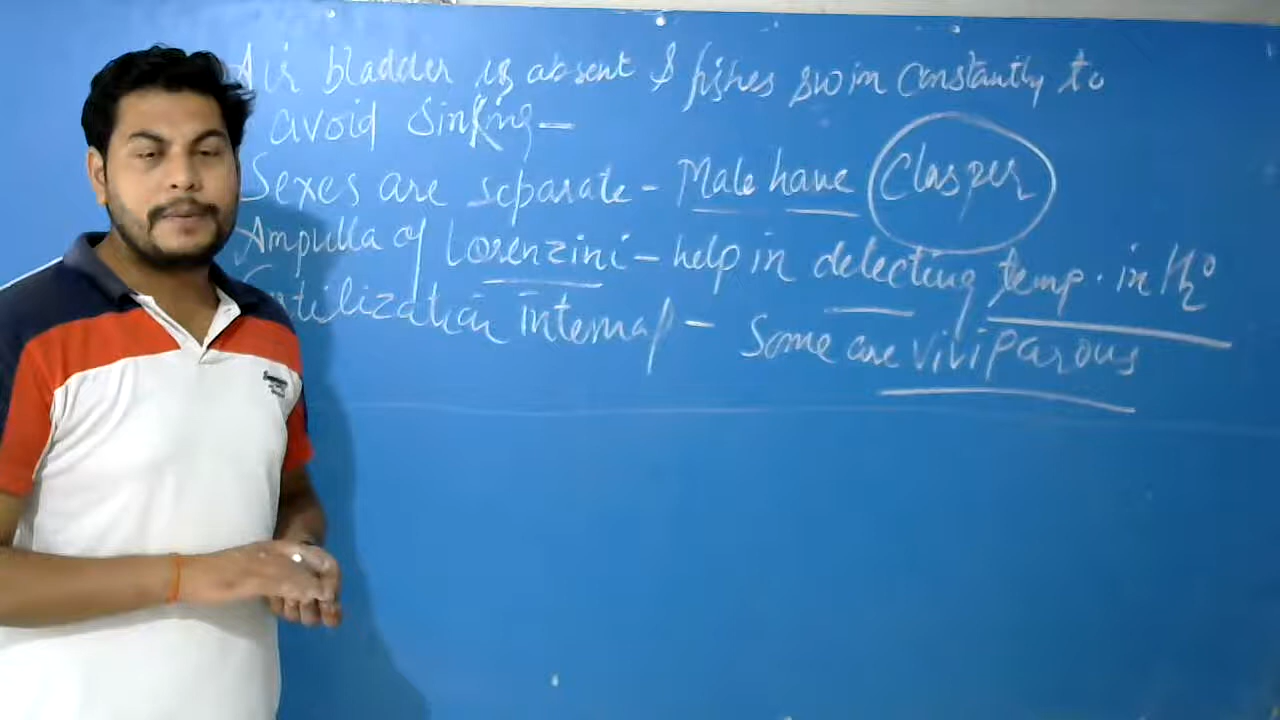 Air bladder is absent & fishes swim constantly to
avoid sinking—
Sexes are separate - Male have Clasper
Ampulla of Lorenzini - help in detecting temp. in H2O
Fertilization internal - Some are viviparous